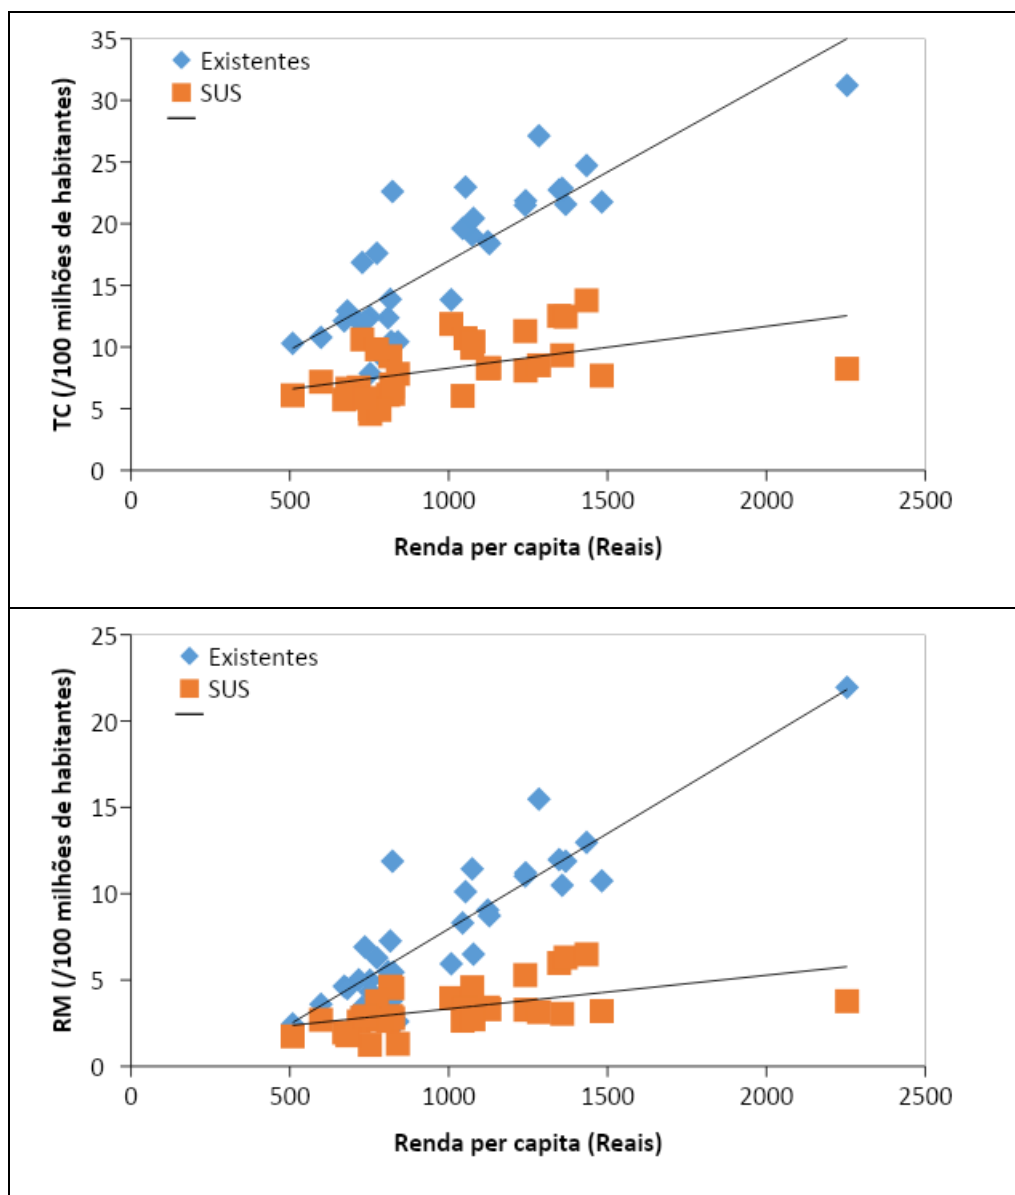 35
30
25
20
15
10
5
0
Existentes
SUS
TC (/100 milhões de habitantes)
0 500 1000 1500 2000 2500
Renda per capita (Reais)
25
20
15
10
5
0
Existentes
SUS
RM (/100 milhões de habitantes)
0 500 1000 1500 2000 2500
Renda per capita (Reais)